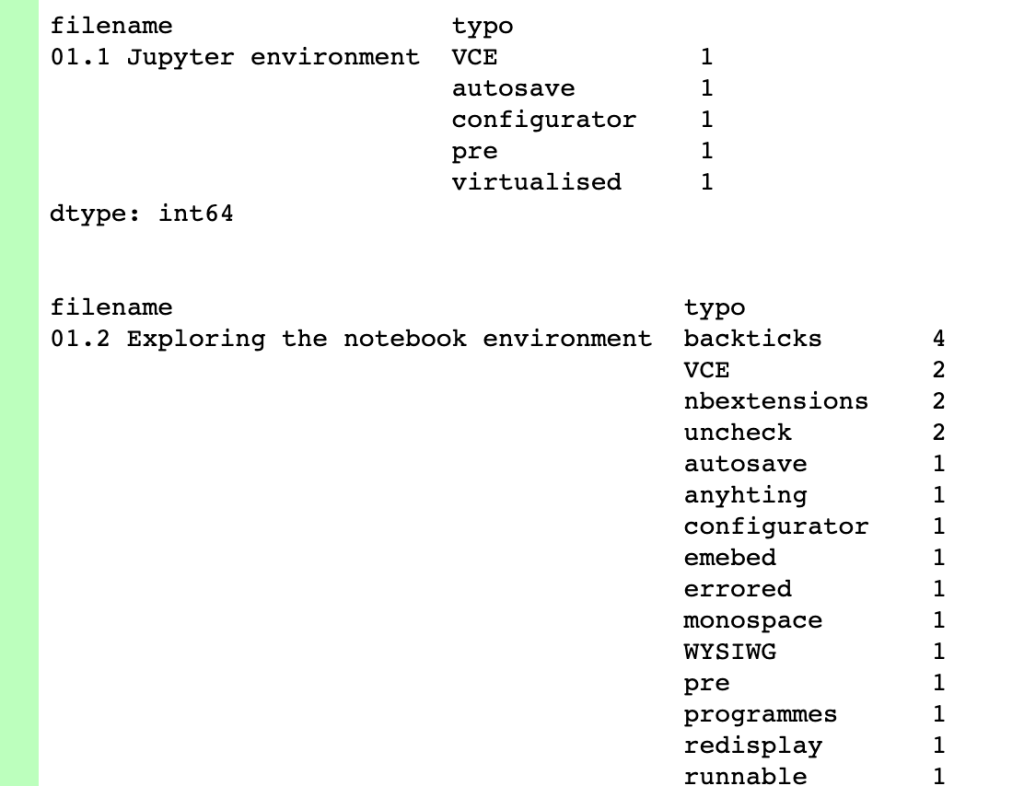 filename typo
01.1 Jupyter environment VCE 1
autosave 1
configurator 1
pre 1
virtualised 1
dtype: int64
filename typo
01.2 Exploring the notebook environment backticks 4
VCE 2
nbextensions 2
uncheck 2
autosave 1
anyhting 1
configurator 1
emebed 1
errored 1
monospace 1
WYSIWG 1
pre 1
programmes 1
redisplay 1
runnable 1